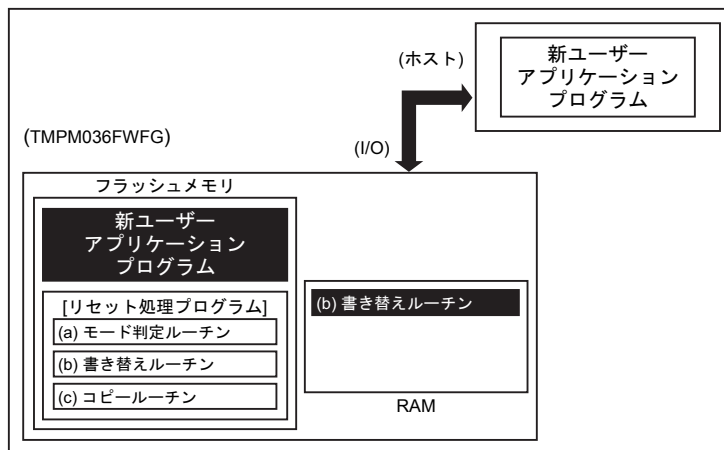 (ホスト)
新ユーザー
アプリケーション
プログラム
(TMPM036FWFG)
(I/O)
フラッシュメモリ
新ユーザー
アプリケーション
プログラム
[リセット処理プログラム]
(a) モード判定ルーチン
(b) 書き替えルーチン
(c) コピールーチン
(b) 書き替えルーチン
RAM